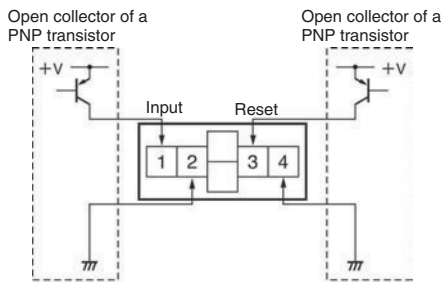 Open collector of a
PNP transistor
Open collector of a
PNP transistor
+V
+V
Input
Reset
1 2 3 4